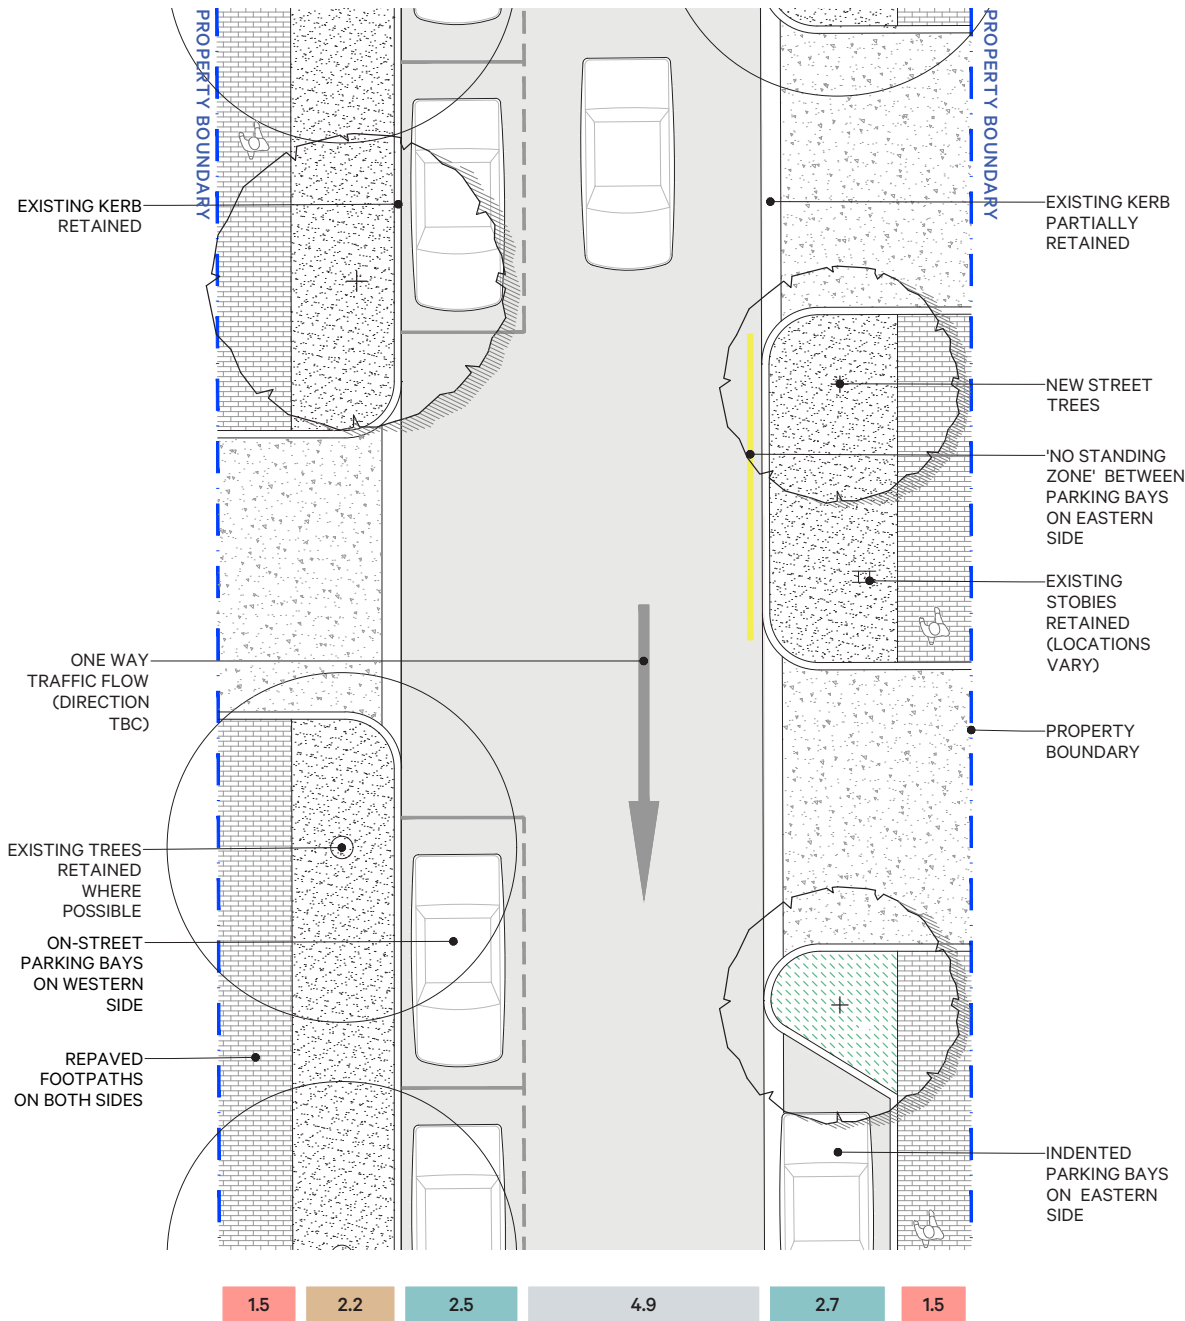 PROPERTY BOUNDARY
PROPERTY BOUNDARY
EXISTING KERB
RETAINED
EXISTING KERB
PARTIALLY
RETAINED
NEW STREET
TREES
'NO STANDING
ZONE' BETWEEN
PARKING BAYS
ON EASTERN
SIDE
EXISTING
STOBIES
RETAINED
(LOCATIONS
VARY)
ONE WAY
TRAFFIC FLOW
(DIRECTION
TBC)
PROPERTY
BOUNDARY
EXISTING TREES
RETAINED
WHERE
POSSIBLE
ON-STREET
PARKING BAYS
ON WESTERN
SIDE
REPAVED
FOOTPATHS
ON BOTH SIDES
INDENTED
PARKING BAYS
ON EASTERN
SIDE
1.5 2.2 2.5 4.9 2.7 1.5